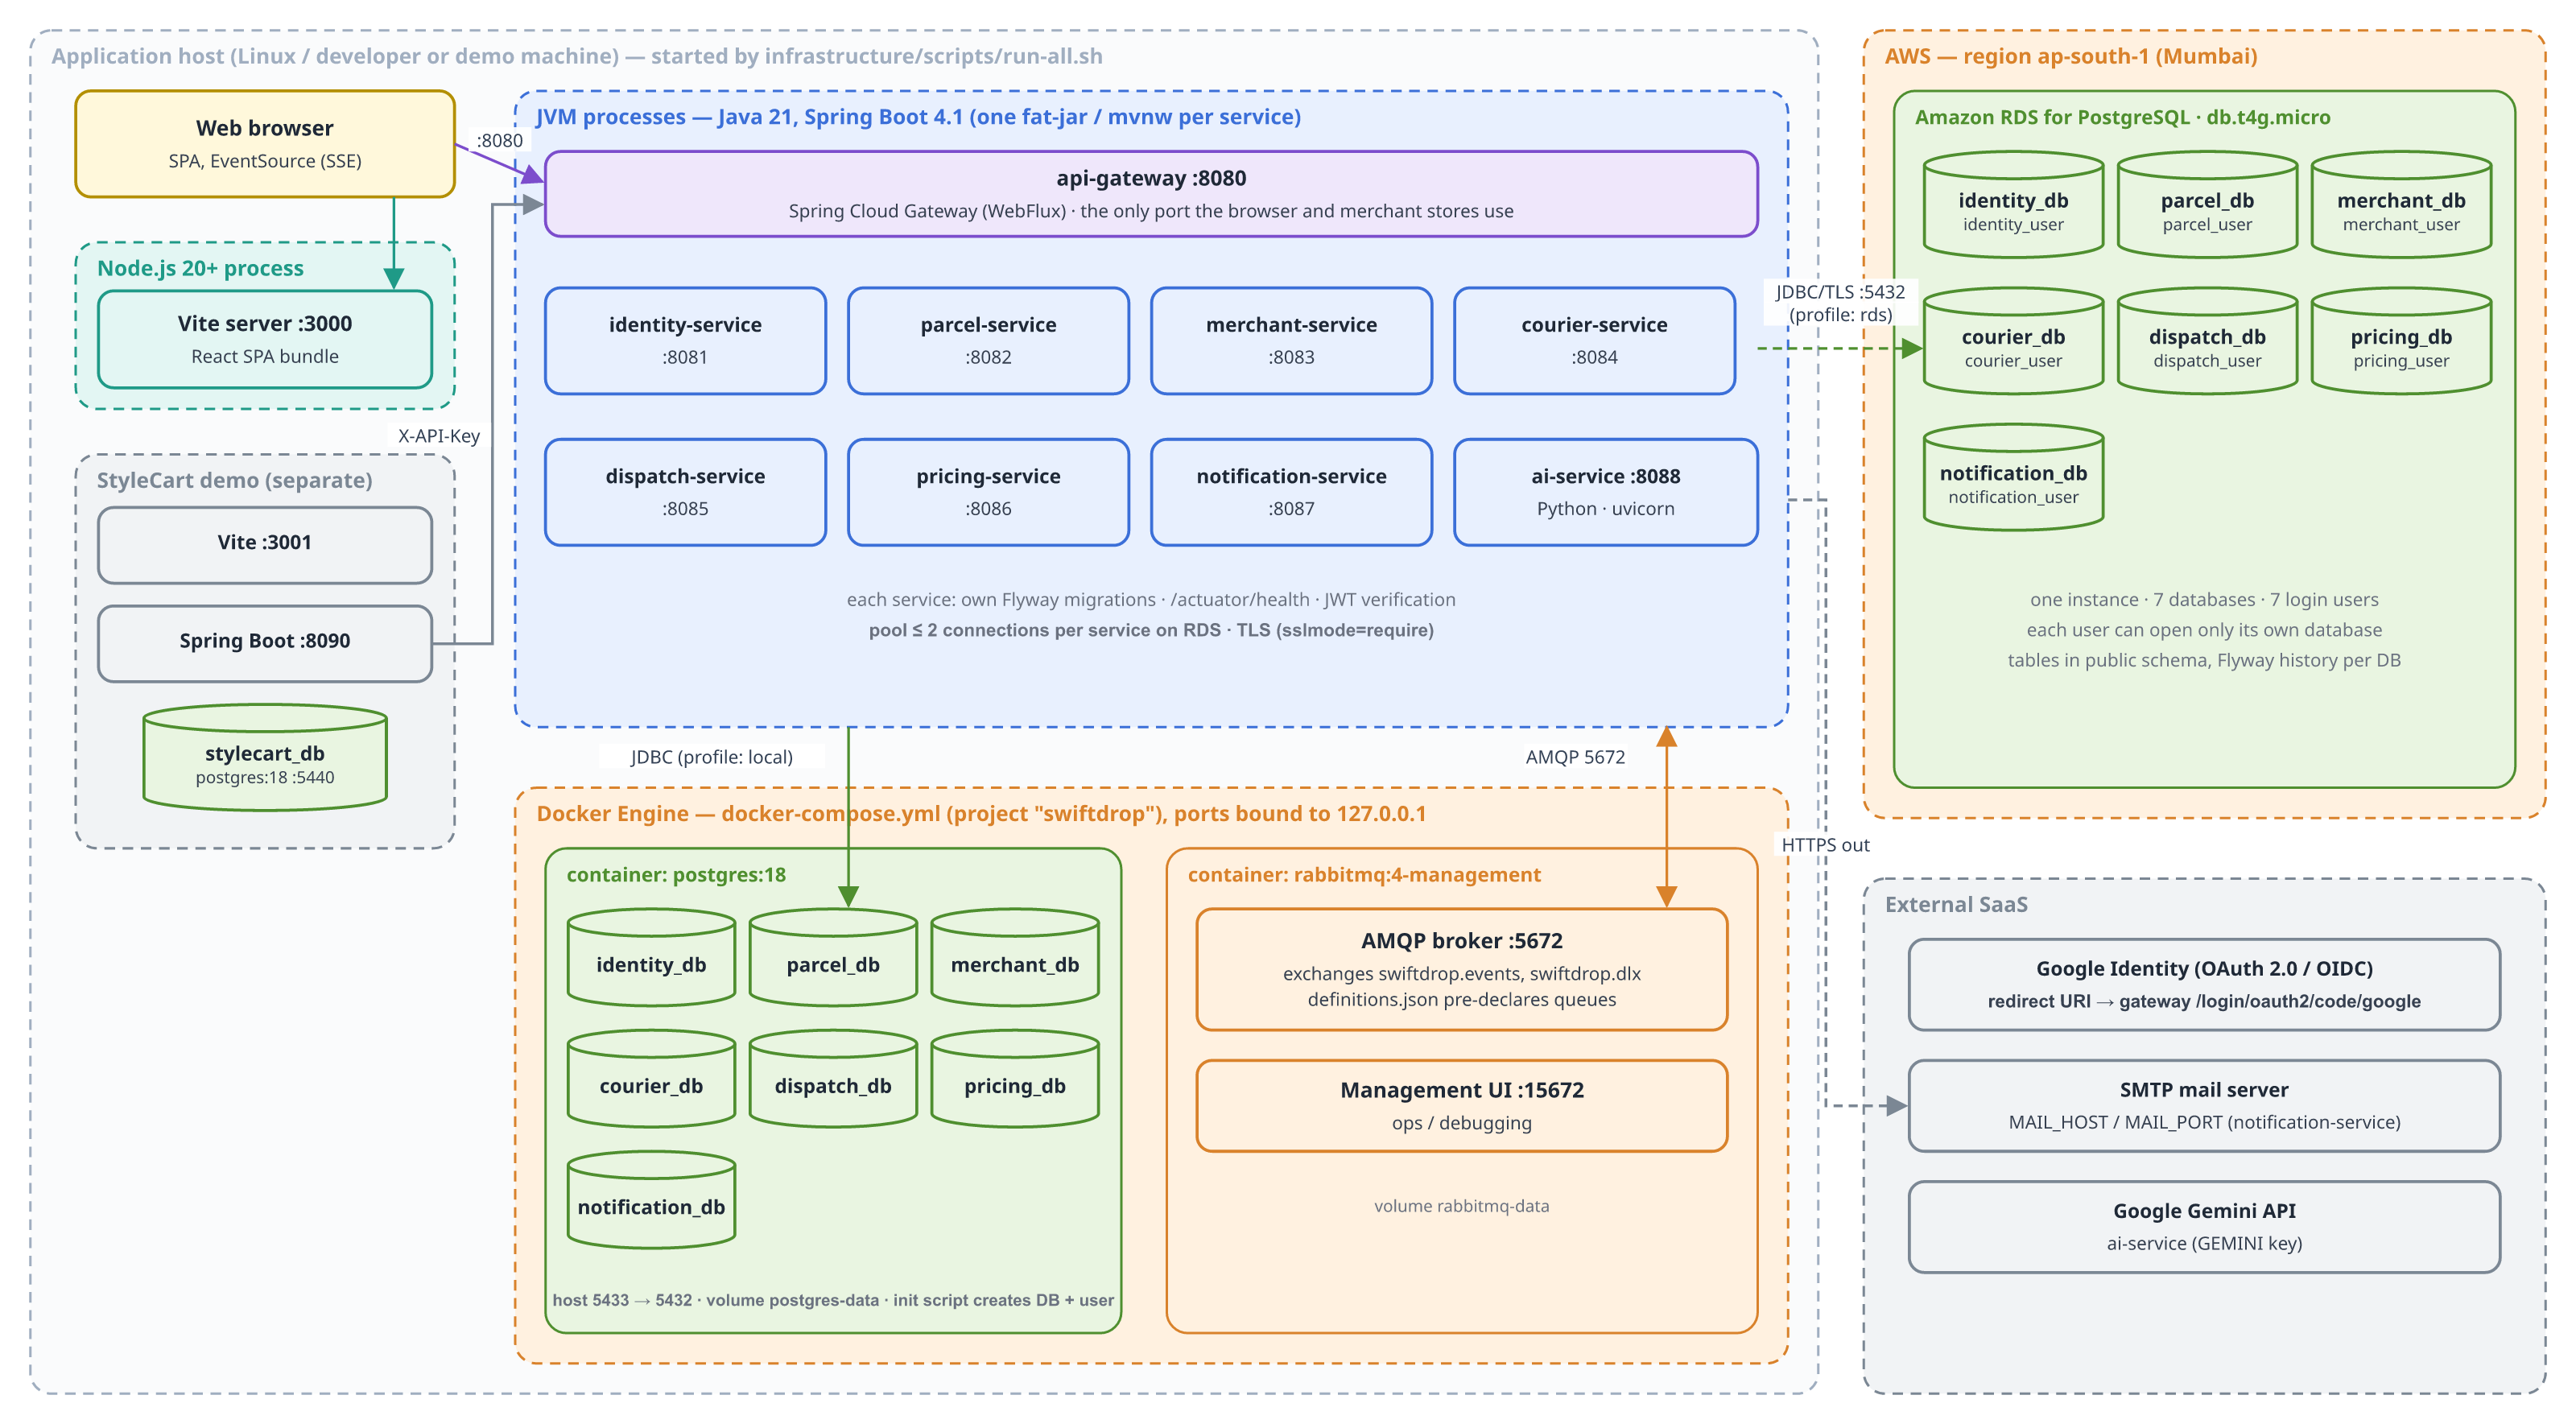 Application host (Linux / developer or demo machine) — started by infrastructure/scripts/run-all.sh
Web browser
SPA, EventSource (SSE)
:8080
Node.js 20+ process
Vite server :3000
React SPA bundle
X-API-Key
StyleCart demo (separate)
Vite :3001
Spring Boot :8090
stylecart_db
postgres:18 :5440
JVM processes — Java 21, Spring Boot 4.1 (one fat-jar / mvnw per service)
api-gateway :8080
Spring Cloud Gateway (WebFlux) · the only port the browser and merchant stores use
identity-service
:8081
parcel-service
:8082
merchant-service
:8083
courier-service
:8084
dispatch-service
:8085
pricing-service
:8086
notification-service
:8087
ai-service :8088
Python · uvicorn
each service: own Flyway migrations · /actuator/health · JWT verification
pool ≤ 2 connections per service on RDS · TLS (sslmode=require)
JDBC (profile: local)
AMQP 5672
Docker Engine — docker-compose.yml (project "swiftdrop"), ports bound to 127.0.0.1
container: postgres:18
identity_db
parcel_db
merchant_db
courier_db
dispatch_db
pricing_db
notification_db
host 5433 → 5432 · volume postgres-data · init script creates DB + user
container: rabbitmq:4-management
AMQP broker :5672
exchanges swiftdrop.events, swiftdrop.dlx
definitions.json pre-declares queues
Management UI :15672
ops / debugging
volume rabbitmq-data
JDBC/TLS :5432
(profile: rds)
HTTPS out
AWS — region ap-south-1 (Mumbai)
Amazon RDS for PostgreSQL · db.t4g.micro
identity_db
identity_user
parcel_db
parcel_user
merchant_db
merchant_user
courier_db
courier_user
dispatch_db
dispatch_user
pricing_db
pricing_user
notification_db
notification_user
one instance · 7 databases · 7 login users
each user can open only its own database
tables in public schema, Flyway history per DB
External SaaS
Google Identity (OAuth 2.0 / OIDC)
redirect URI → gateway /login/oauth2/code/google
SMTP mail server
MAIL_HOST / MAIL_PORT (notification-service)
Google Gemini API
ai-service (GEMINI key)